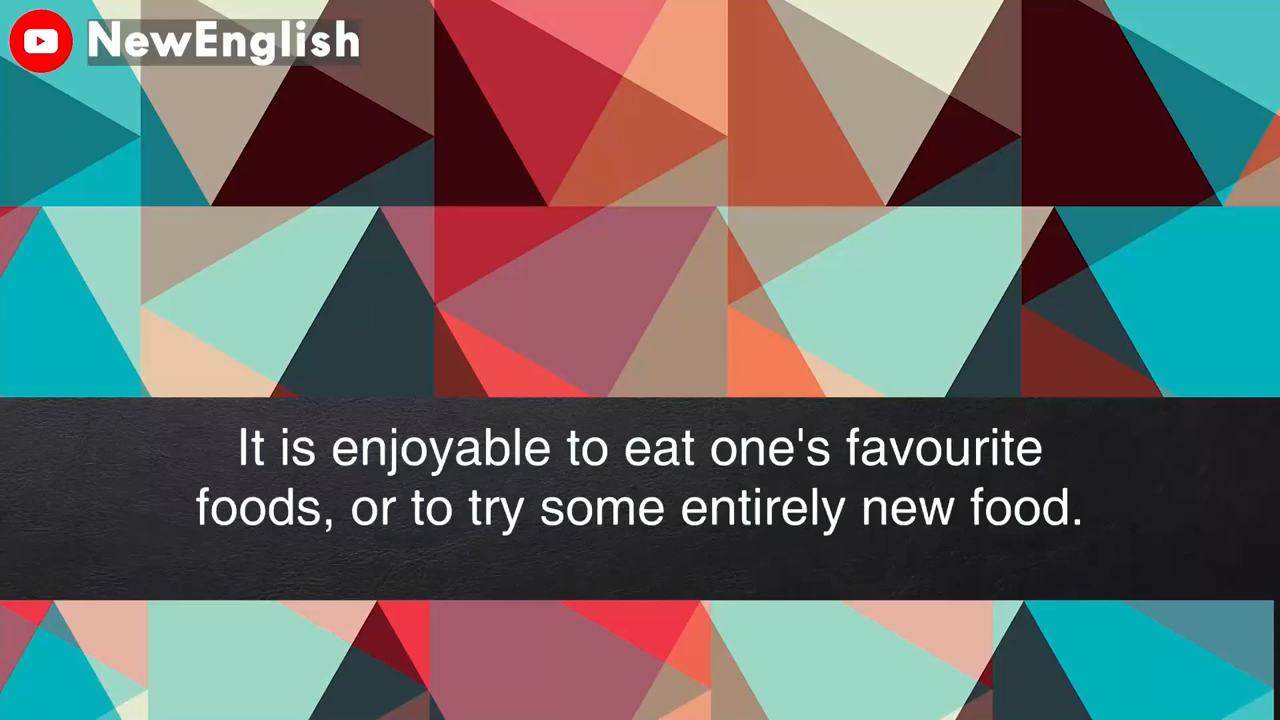 NewEnglish
It is enjoyable to eat one's favourite
foods, or to try some entirely new food.